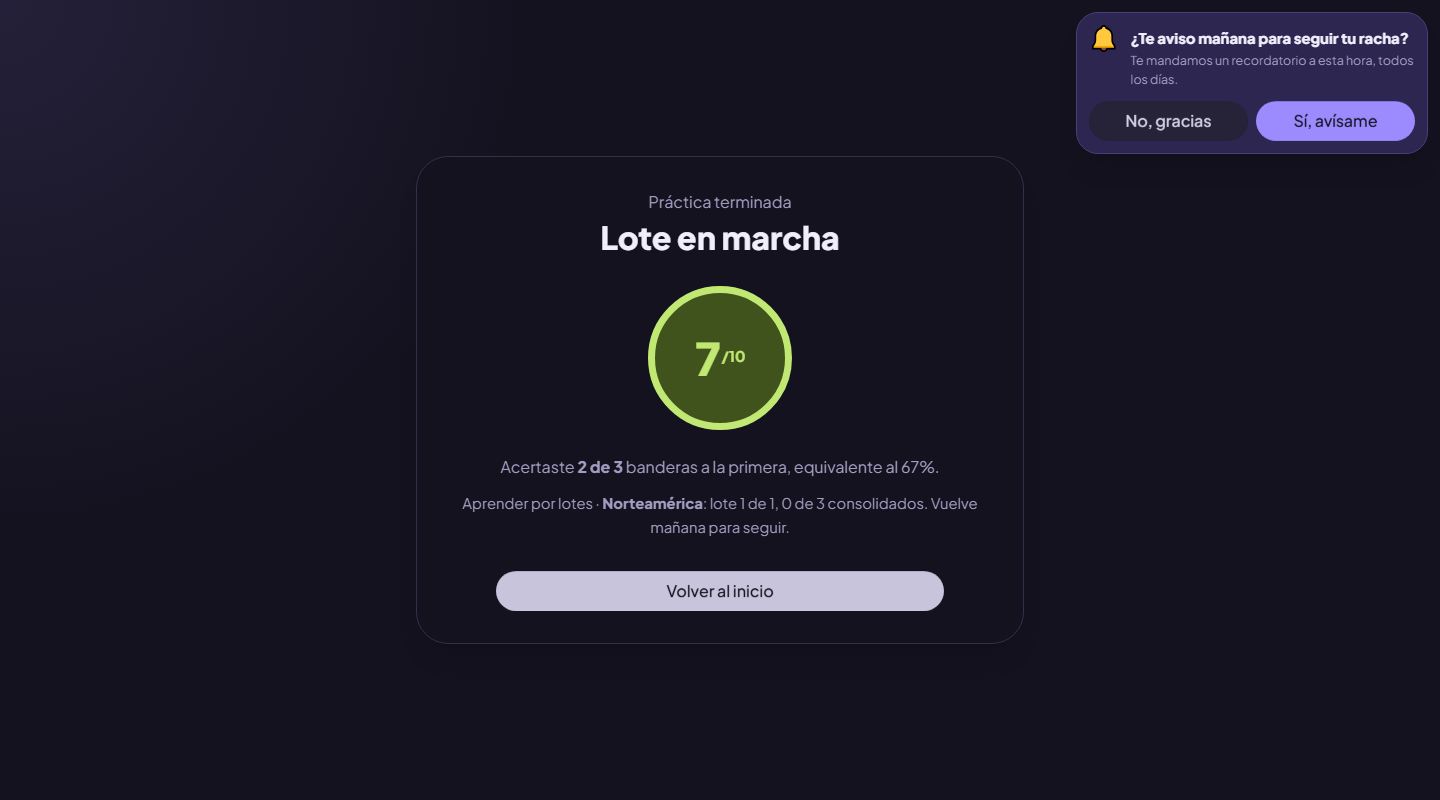 ¿Te aviso mañana para seguir tu racha?
Te mandamos un recordatorio a esta hora, todos
los días.
No, gracias
Sí, avísame
Práctica terminada
Lote en marcha
7/10
Acertaste 2 de 3 banderas a la primera, equivalente al 67%.
Aprender por lotes · Norteamérica: lote 1 de 1, 0 de 3 consolidados. Vuelve
mañana para seguir.
Volver al inicio